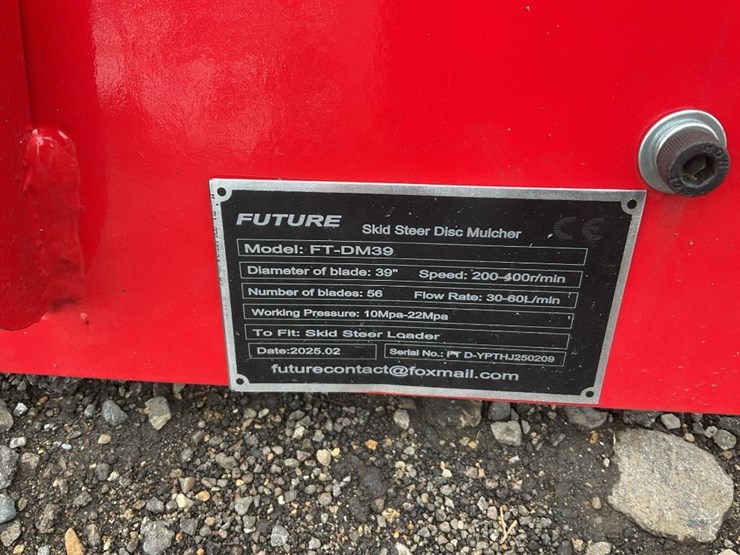 FUTURE Skid Steer Disc Mulcher CE
Model: FT-DM39
Diameter of blade: 39" Speed: 200-400r/min
Number of blades: 56 Flow Rate: 30-60L/min
Working Pressure: 10Mpa-22Mpa
To Fit: Skid Steer Loader
Date:2025.02 Serial No.: FT D-YPTHJ250209
futurecontact@foxmail.com